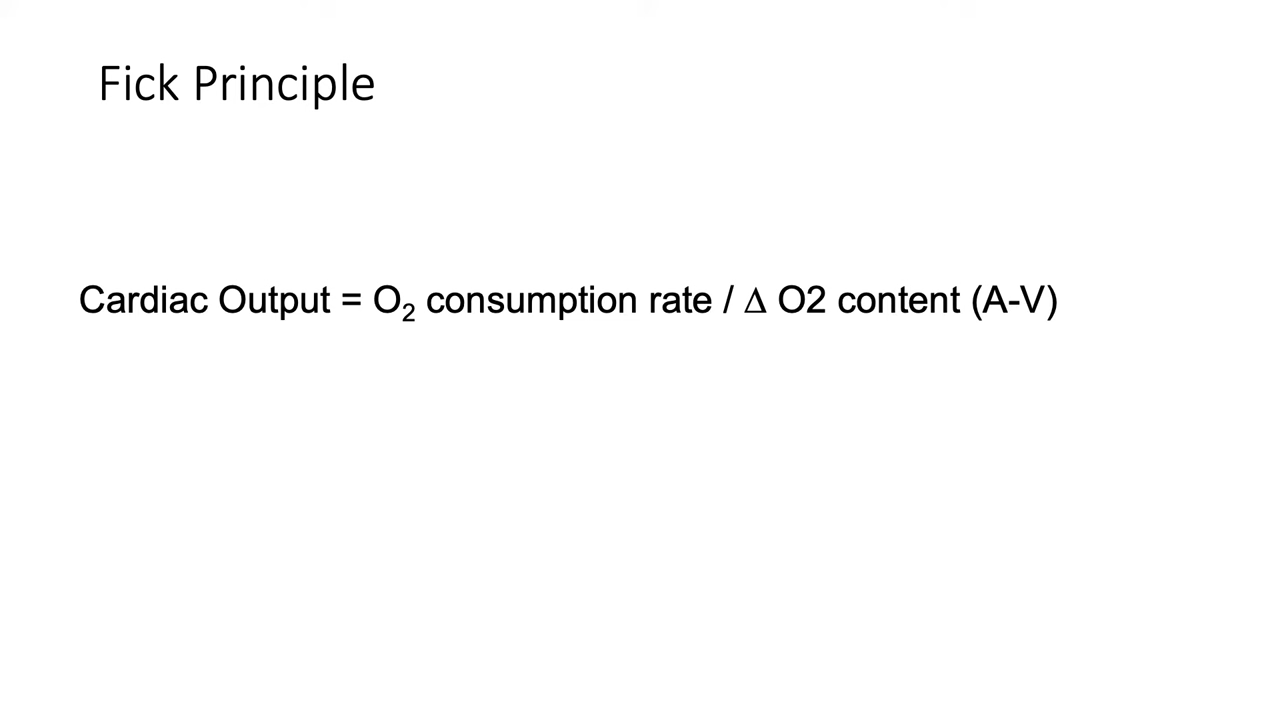 Fick Principle
Cardiac Output = O₂ consumption rate / Δ O2 content (A-V)